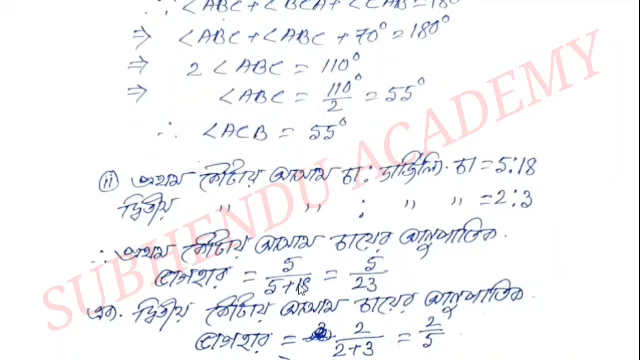 ∴ ∠ABC + ∠BCA + ∠CAB = 180
⇒ ∠ABC + ∠ABC + 70° = 180°
⇒ 2 ∠ABC = 110°
⇒ ∠ABC = 110°/2 = 55°
∴ ∠ACB = 55°
(ii) প্রথম কৌটায় আসাম চা : দার্জিলিং চা = 5:18
দ্বিতীয় " " : " " = 2:3
∴ প্রথম কৌটায় আসাম চায়ের আনুপাতিক
ভাগহার = 5/(5+18) = 5/23
এবং দ্বিতীয় কৌটায় আসাম চায়ের আনুপাতিক
ভাগহার = 2/(2+3) = 2/5
SUBHENDU ACADEMY